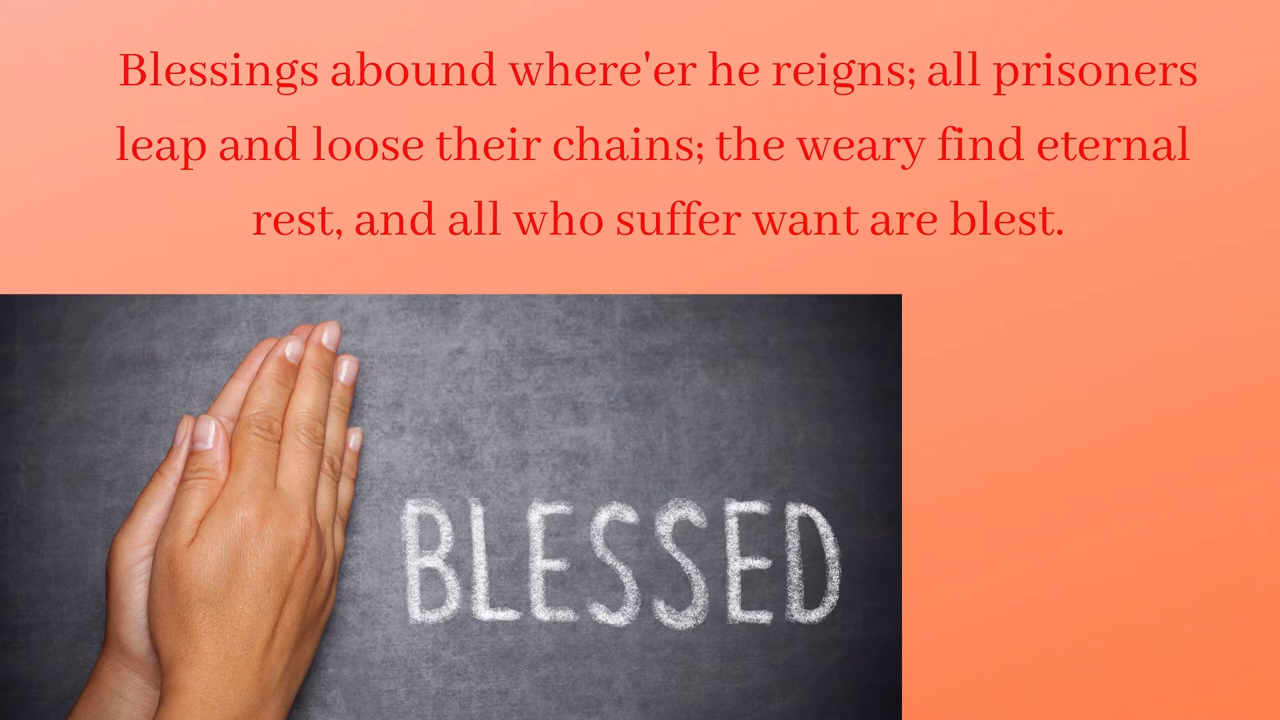 Blessings abound where'er he reigns; all prisoners
leap and loose their chains; the weary find eternal
rest, and all who suffer want are blest.
BLESSED